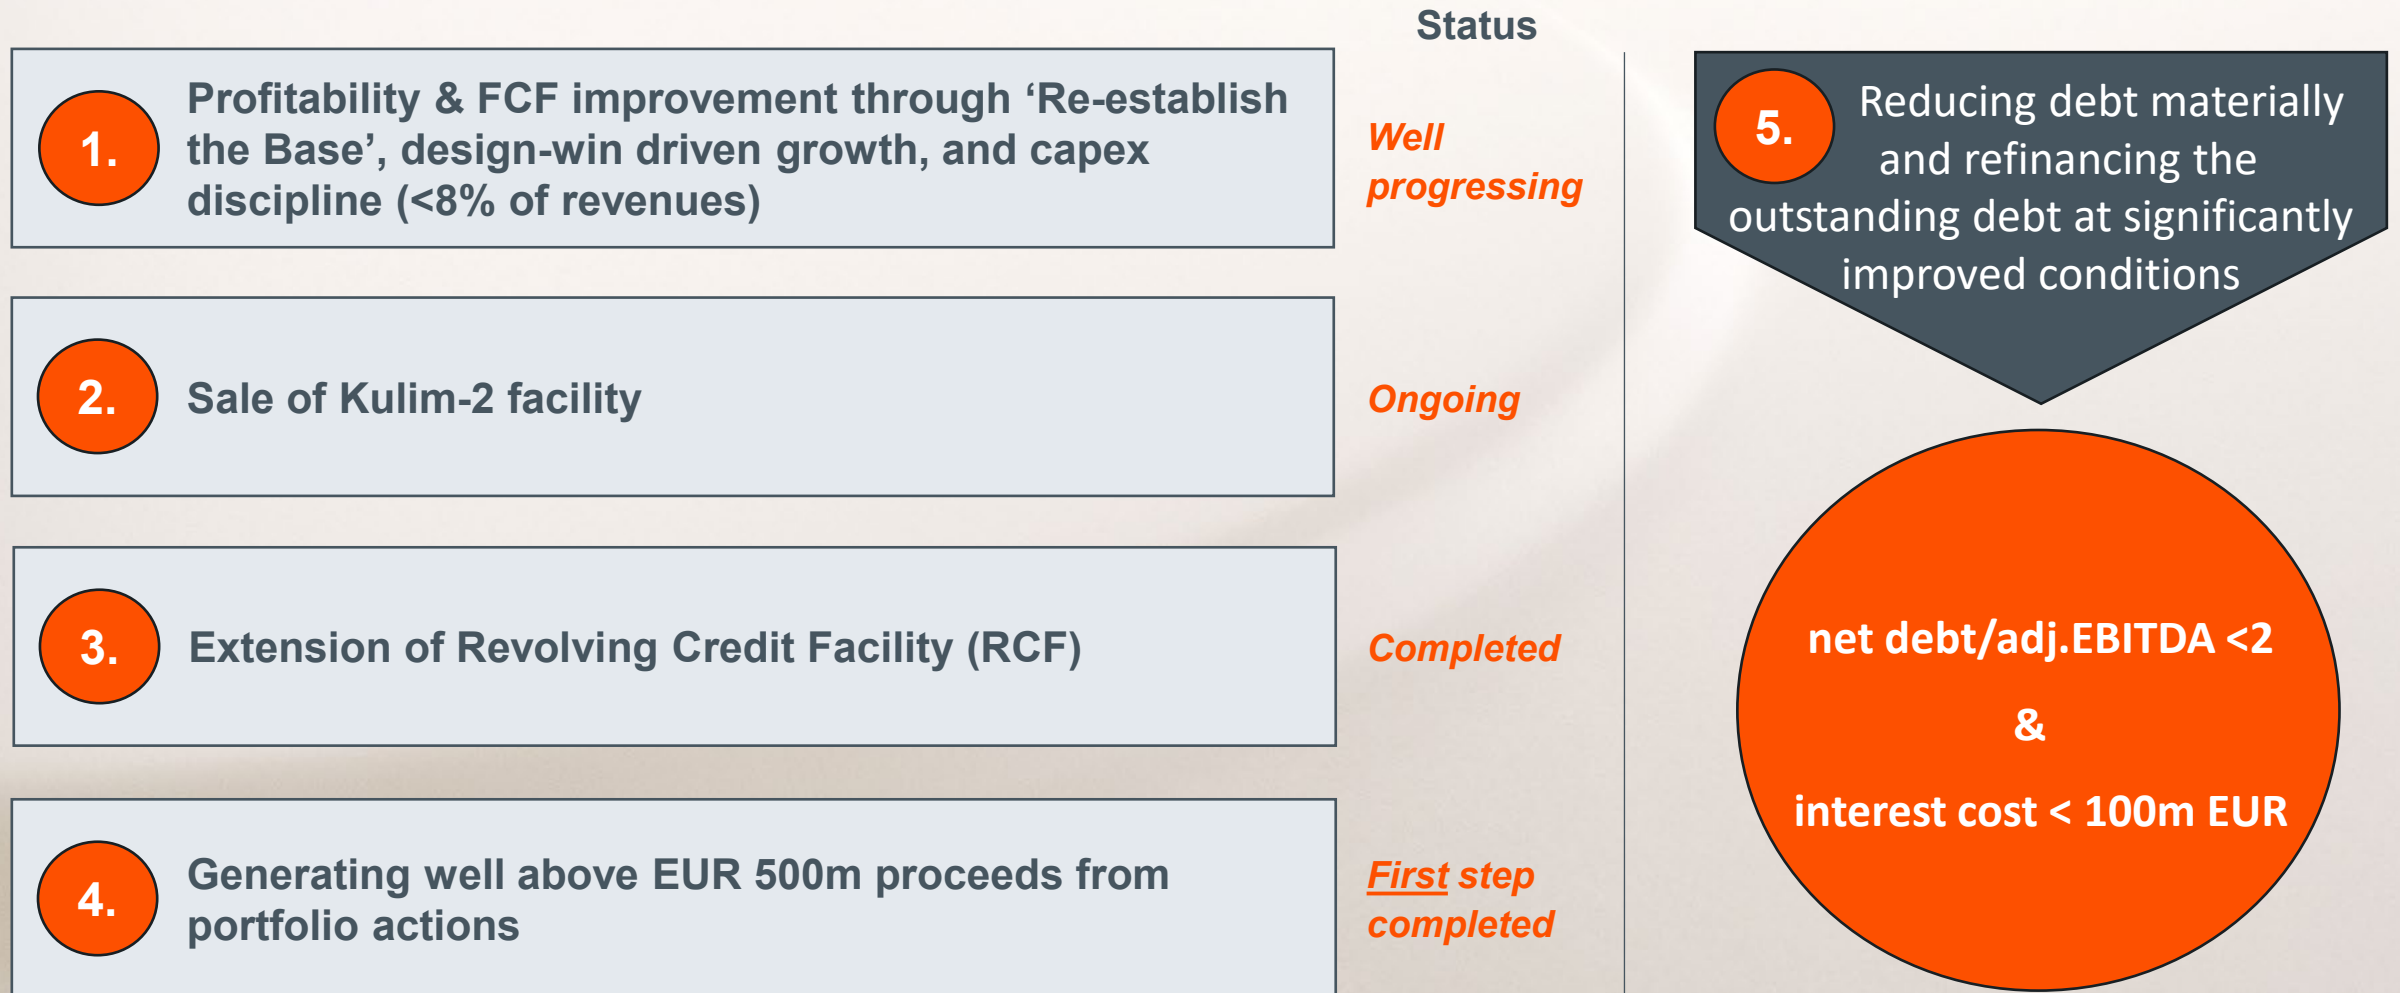 Status
1.
Profitability & FCF improvement through ‘Re-establish
the Base’, design-win driven growth, and capex
discipline (<8% of revenues)
Well
progressing
2.
Sale of Kulim-2 facility
Ongoing
3.
Extension of Revolving Credit Facility (RCF)
Completed
4.
Generating well above EUR 500m proceeds from
portfolio actions
First step
completed
5.
Reducing debt materially
and refinancing the
outstanding debt at significantly
improved conditions
net debt/adj.EBITDA <2
&
interest cost < 100m EUR